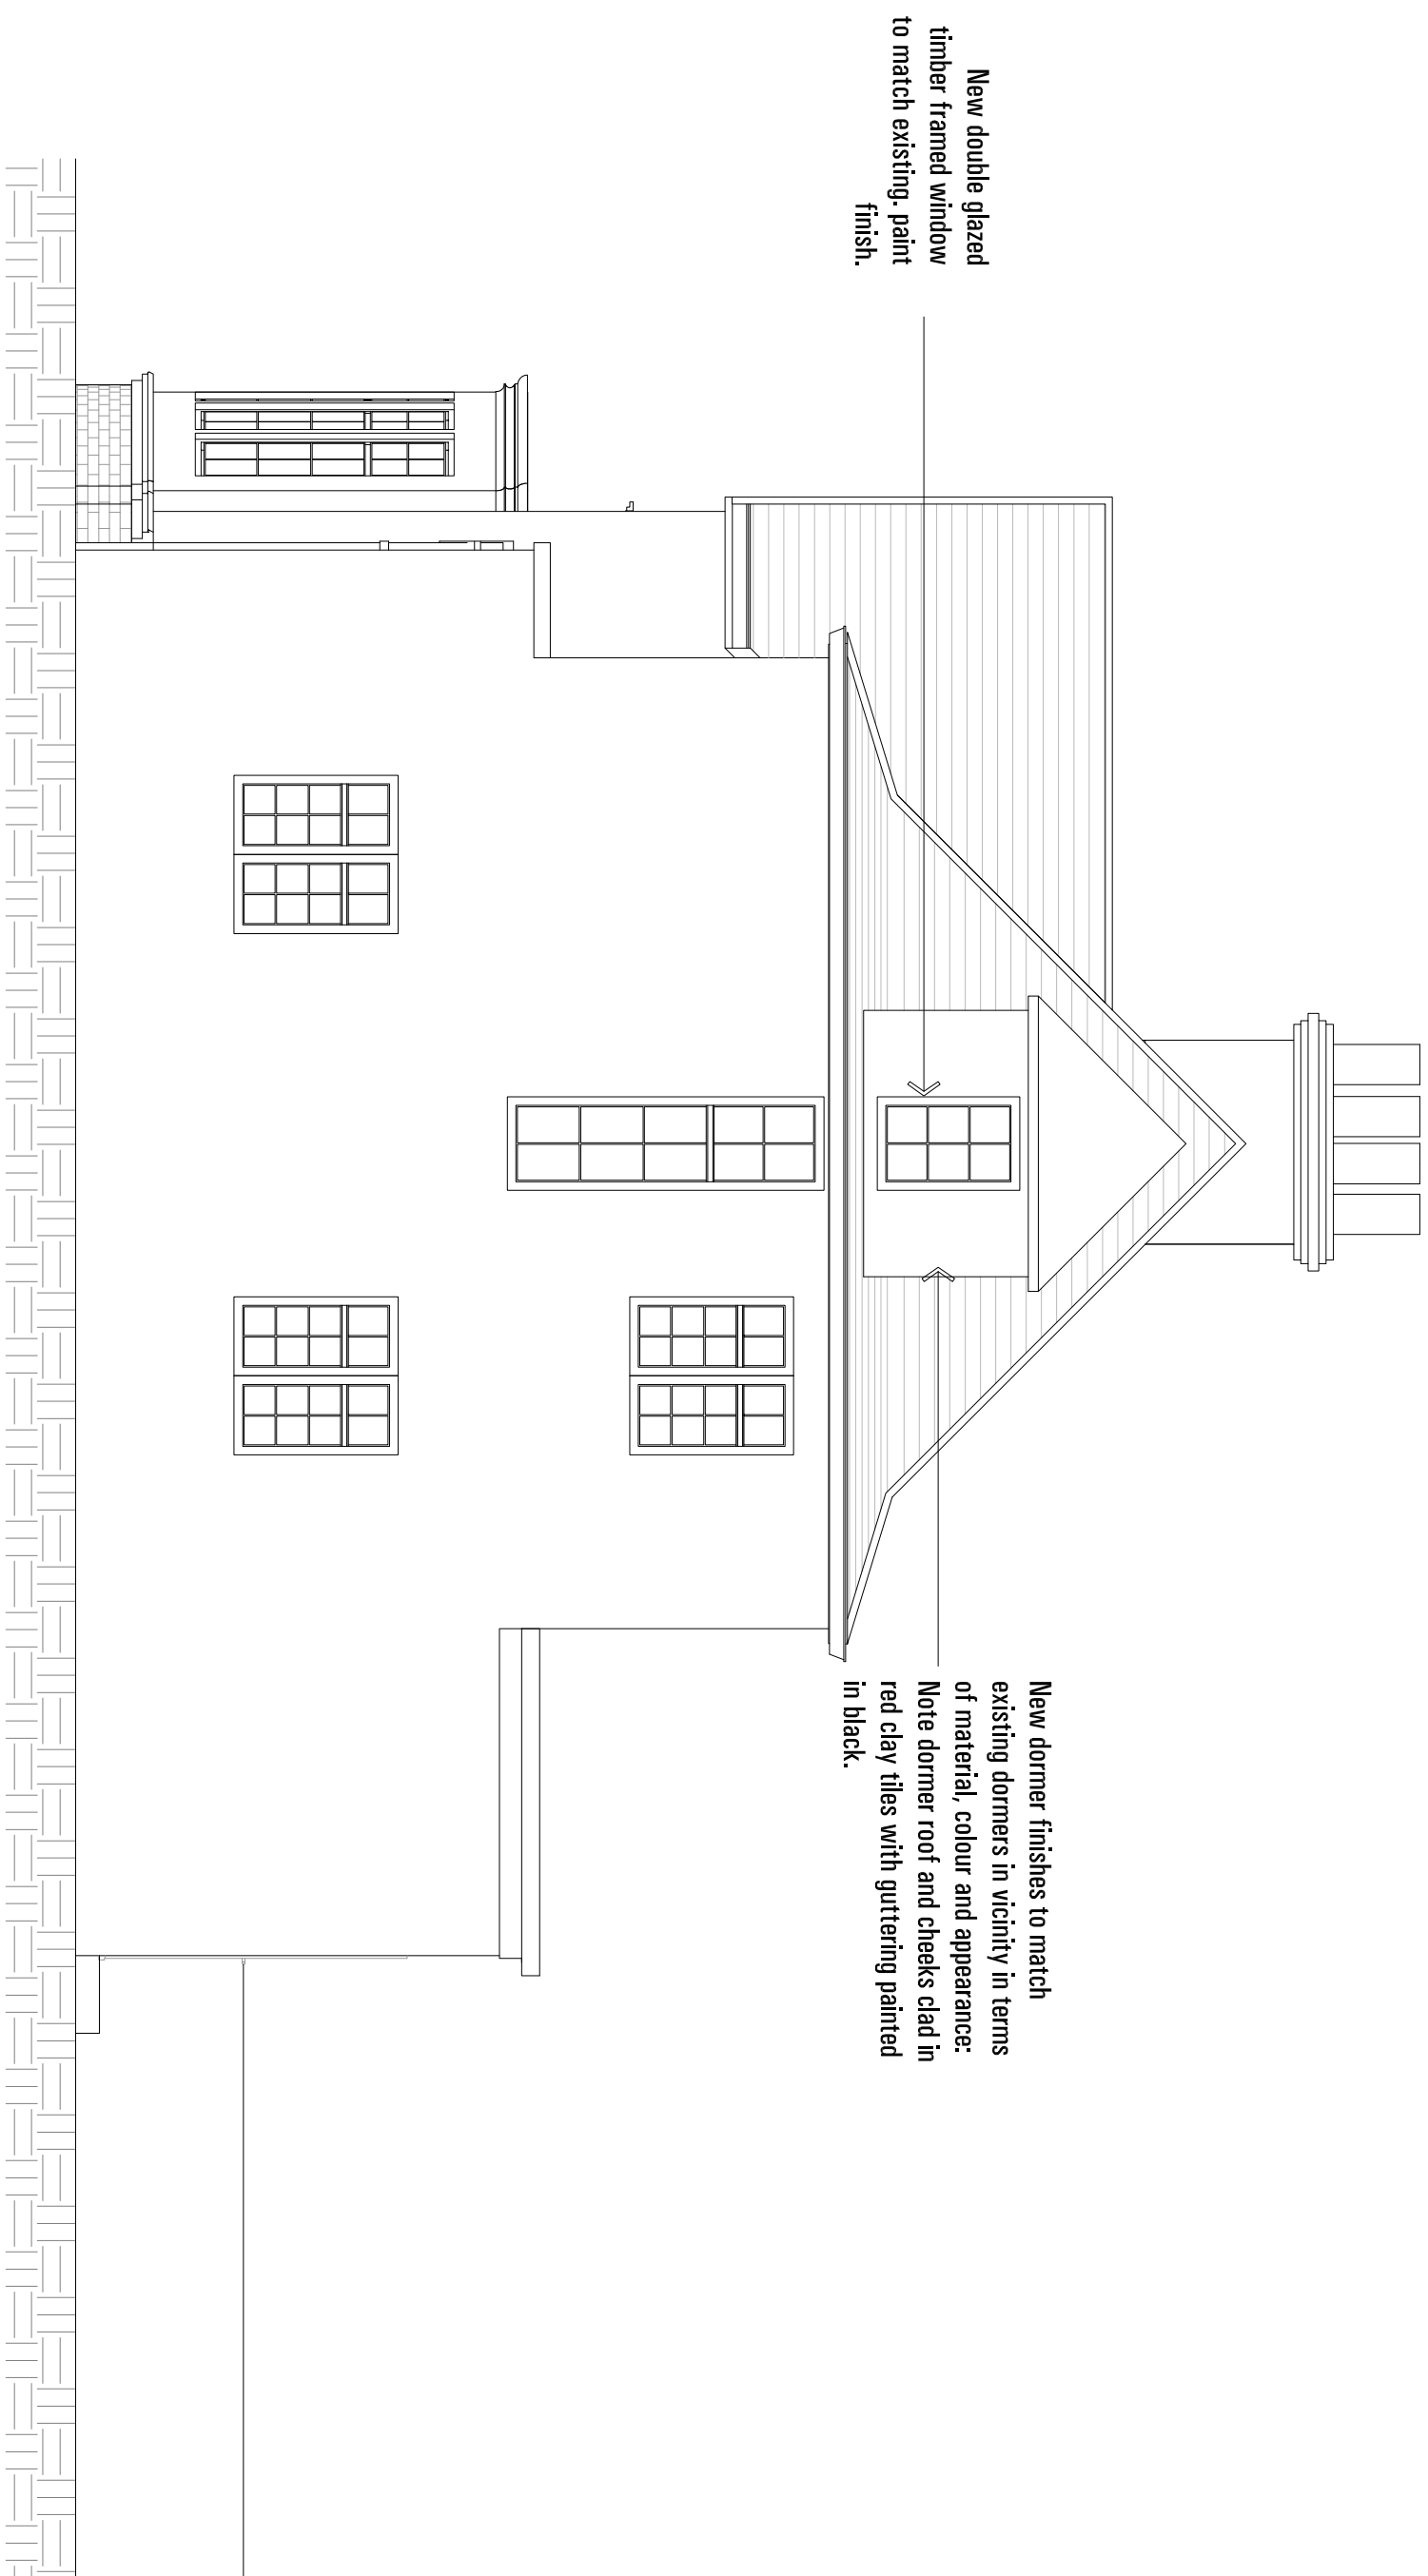 New double glazed
timber framed window
to match existing. paint
finish.
New dormer finishes to match
existing dormers in vicinity in terms
of material, colour and appearance:
Note dormer roof and cheeks clad in
red clay tiles with guttering painted
in black.